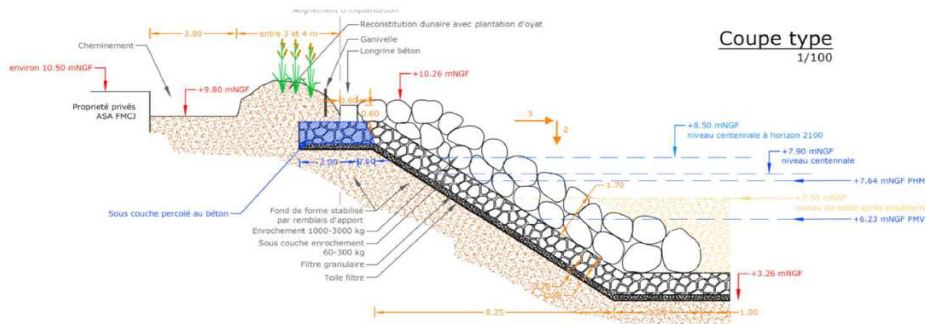 Alignement d'implantation
Reconstitution dunaire avec plantation d'oyat
3.00
entre 3 et 4 m
Ganivelle
Cheminement
Longrine béton
Coupe type
1/100
environ 10.50 mNGF
+10.26 mNGF
+9.80 mNGF
0.60
0.60
Propriété privés
ASA FMCJ
3
2
+8.50 mNGF
niveau centennale à horizon 2100
+7.90 mNGF
niveau centennale
+7.64 mNGF PHM
2.00
1.70
+7.00 mNGF
niveau de sable après
Sous couche percolé au béton
+6.23 mNGF PMV
Fond de forme stabilisé
par remblais d'apport
Enrochement 1000-3000 kg
Sous couche enrochement
60-300 kg
Filtre granulaire
Toile filtre
+3.26 mNGF
8.25
1.00